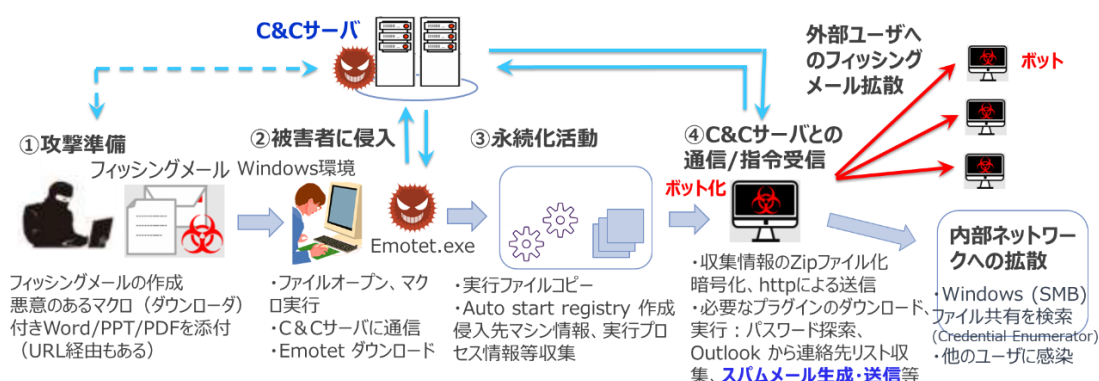 C&Cサーバ
外部ユーザへ
のフィッシング
メール拡散
ボット
①攻撃準備
フィッシングメール
フィッシングメールの作成
悪意のあるマクロ（ダウンローダ）
付きWord/PPT/PDFを添付
（URL経由もある）
②被害者に侵入
Windows環境
Emotet.exe
・ファイルオープン、マク
ロ実行
・C＆Cサーバに通信
・Emotet ダウンロード
③永続化活動
・実行ファイルコピー
・Auto start registry 作成
侵入先マシン情報、実行プロ
セス情報等収集
④C&Cサーバとの
通信/指令受信
ボット化
・収集情報のZipファイル化
暗号化、httpによる送信
・必要なプラグインのダウンロード、
実行：パスワード探索、
Outlook から連絡先リスト収
集、スパムメール生成・送信等
内部ネットワー
クへの拡散
・Windows (SMB)
ファイル共有を検索
(Credential Enumerator)
・他のユーザに感染